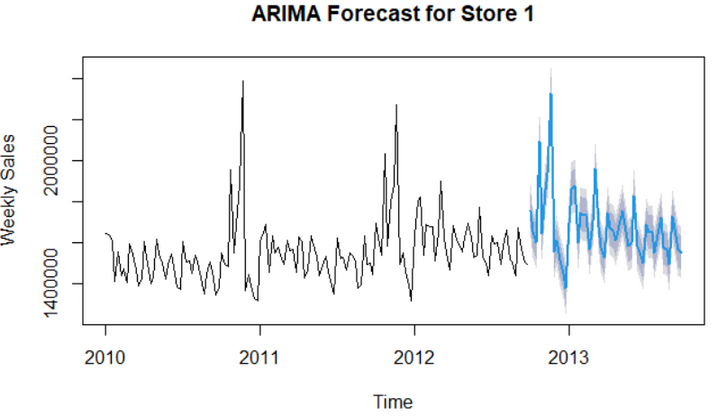 ARIMA Forecast for Store 1
Weekly Sales
2000000
1400000
2010 2011 2012 2013
Time